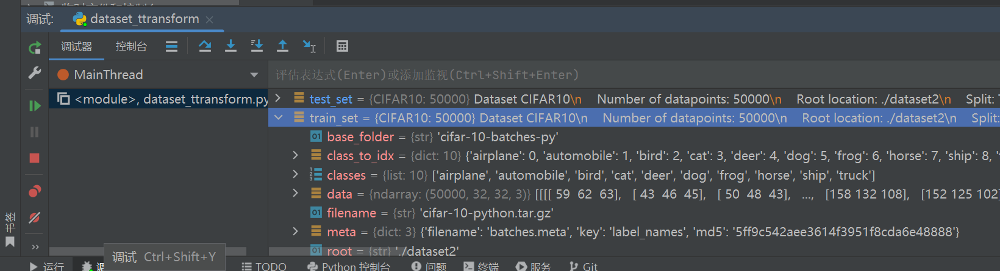 调试: dataset_ttransform
调试器 控制台
MainThread
评估表达式(Enter)或添加监视(Ctrl+Shift+Enter)
<module>, dataset_ttransform.py
test_set = {CIFAR10: 50000} Dataset CIFAR10\n Number of datapoints: 50000\n Root location: ./dataset2\n Split:
train_set = {CIFAR10: 50000} Dataset CIFAR10\n Number of datapoints: 50000\n Root location: ./dataset2\n Split:
base_folder = {str} 'cifar-10-batches-py'
class_to_idx = {dict: 10} {'airplane': 0, 'automobile': 1, 'bird': 2, 'cat': 3, 'deer': 4, 'dog': 5, 'frog': 6, 'horse': 7, 'ship': 8,
classes = {list: 10} ['airplane', 'automobile', 'bird', 'cat', 'deer', 'dog', 'frog', 'horse', 'ship', 'truck']
data = {ndarray: (50000, 32, 32, 3)} [[[[ 59 62 63], [ 43 46 45], [ 50 48 43], ..., [158 132 108], [152 125 102]
filename = {str} 'cifar-10-python.tar.gz'
meta = {dict: 3} {'filename': 'batches.meta', 'key': 'label_names', 'md5': '5ff9c542aee3614f3951f8cda6e48888'}
root = {str} './dataset2'
书签
调试 Ctrl+Shift+Y
运行 TODO Python 控制台 问题 终端 服务 Git